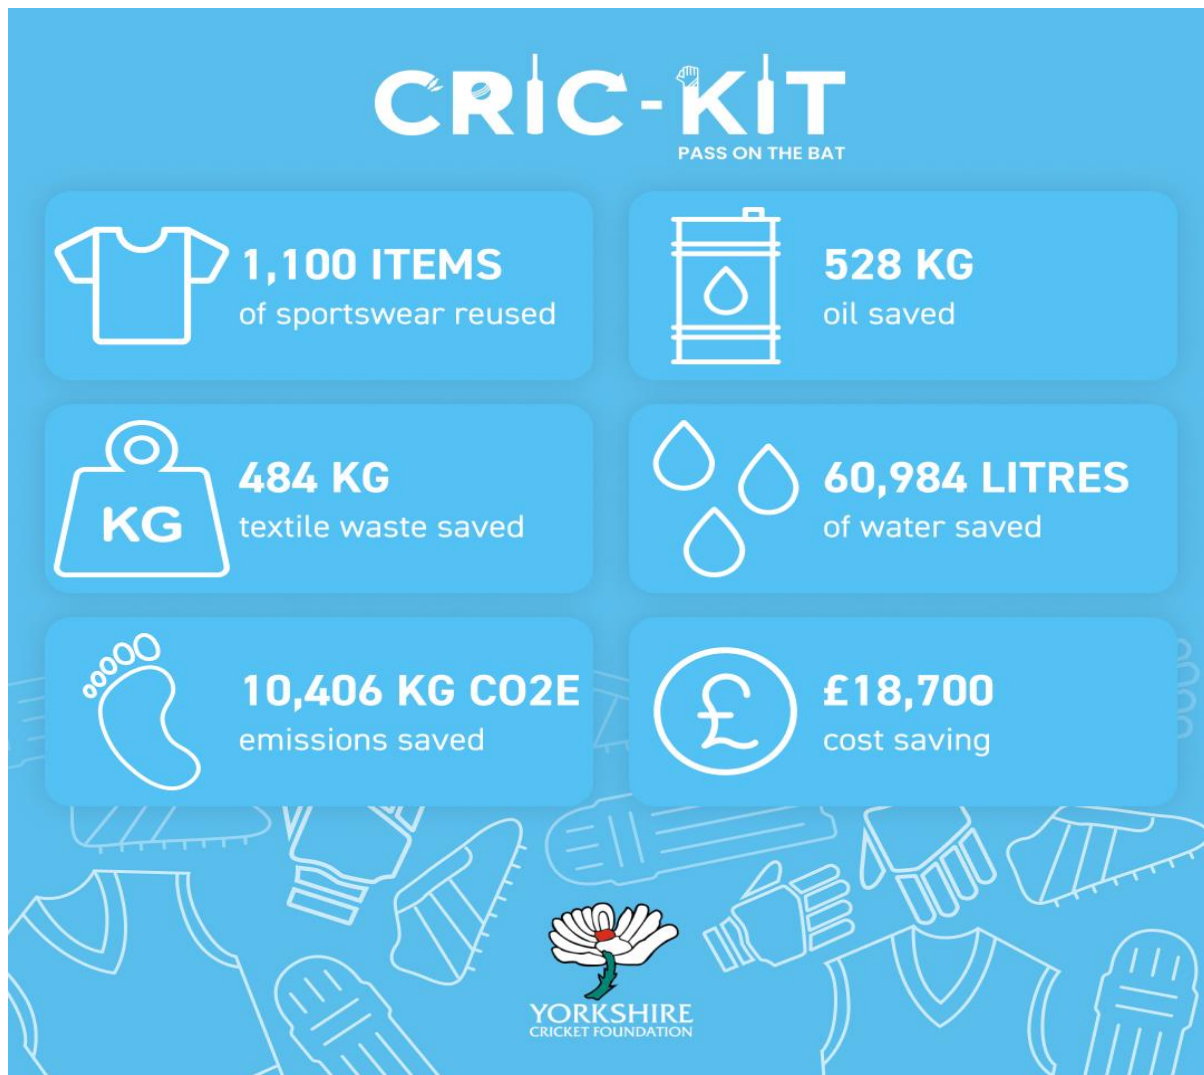 CRIC-KIT
PASS ON THE BAT
1,100 ITEMS
of sportswear reused
528 KG
oil saved
KG
484 KG
textile waste saved
60,984 LITRES
of water saved
10,406 KG CO2E
emissions saved
£
£18,700
cost saving
YORKSHIRE
CRICKET FOUNDATION